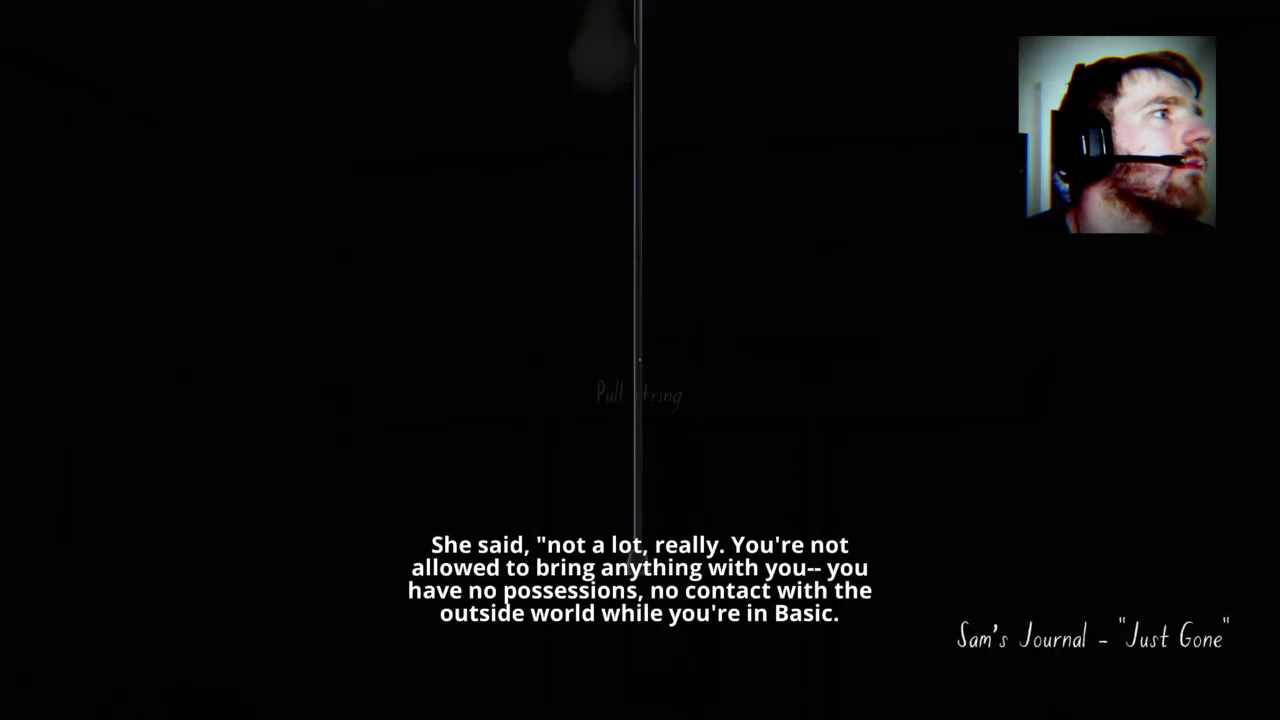 Pull String
She said, "not a lot, really. You're not
allowed to bring anything with you-- you
have no possessions, no contact with the
outside world while you're in Basic.
Sam's Journal - "Just Gone"